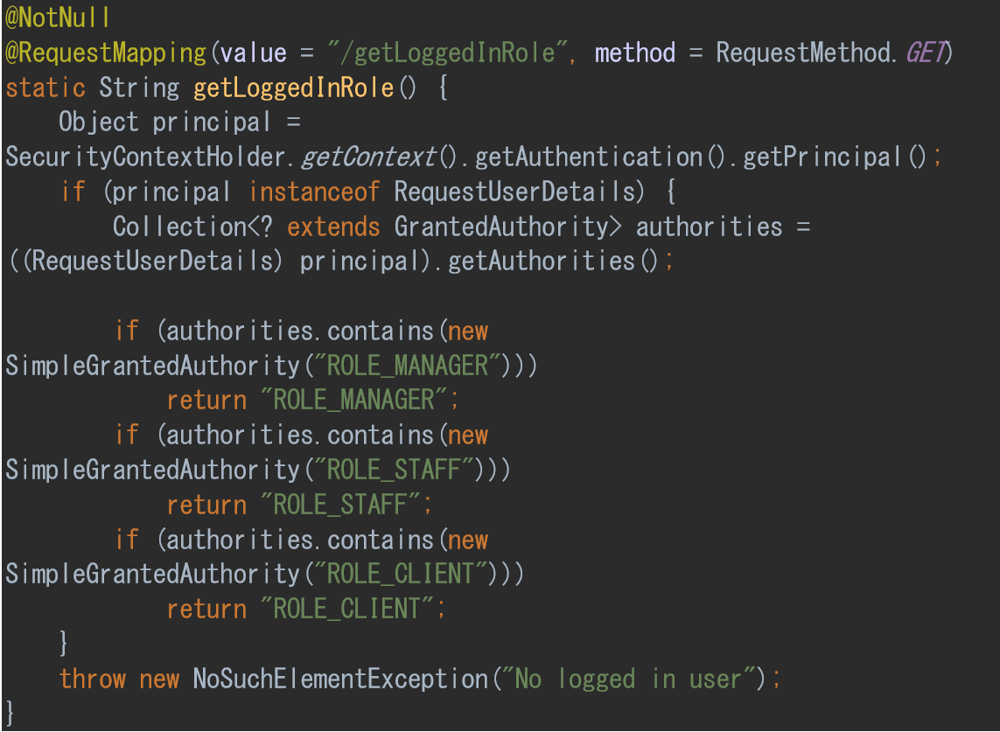 @NotNull
@RequestMapping(value = "/getLoggedInRole", method = RequestMethod.GET)
static String getLoggedInRole() {
    Object principal =
SecurityContextHolder.getContext().getAuthentication().getPrincipal();
    if (principal instanceof RequestUserDetails) {
        Collection<? extends GrantedAuthority> authorities =
((RequestUserDetails) principal).getAuthorities();

        if (authorities.contains(new
SimpleGrantedAuthority("ROLE_MANAGER")))
            return "ROLE_MANAGER";
        if (authorities.contains(new
SimpleGrantedAuthority("ROLE_STAFF")))
            return "ROLE_STAFF";
        if (authorities.contains(new
SimpleGrantedAuthority("ROLE_CLIENT")))
            return "ROLE_CLIENT";
    }
    throw new NoSuchElementException("No logged in user");
}